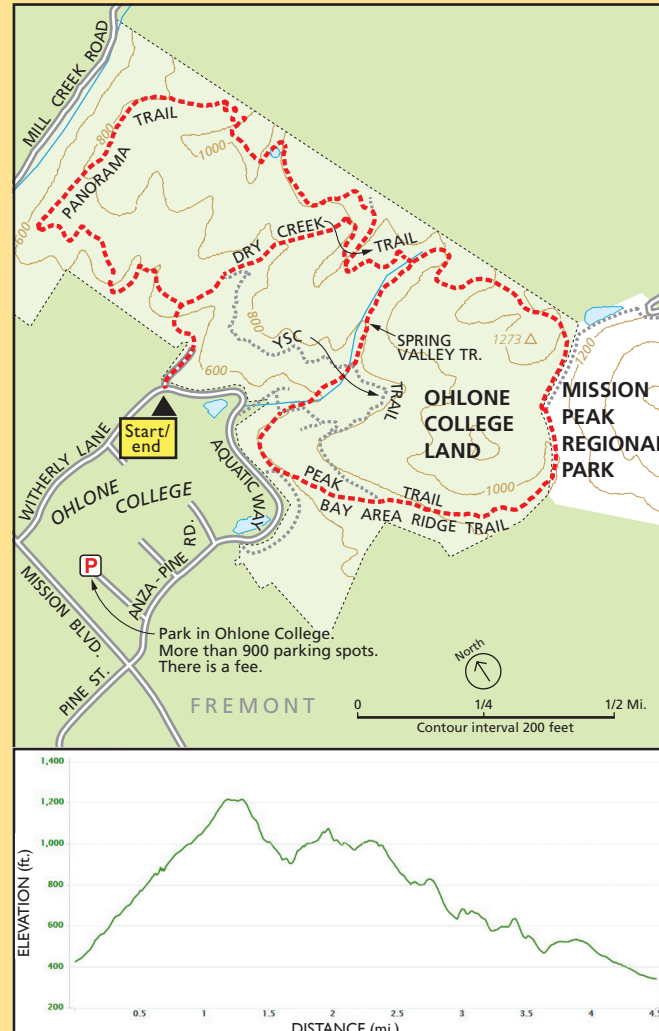 MILL CREEK ROAD
800
TRAIL
1000
PANORAMA
600
DRY CREEK
TRAIL
800
YSC
TRAIL
SPRING
VALLEY TR.
1273
1200
600
OHLONE
COLLEGE
LAND
MISSION
PEAK
REGIONAL
PARK
Start/
end
WITHERLY LANE
OHLONE
COLLEGE
AQUATIC WAY
PEAK
TRAIL
1000
BAY AREA RIDGE TRAIL
P
ANZA-PINE RD.
MISSION BLVD.
PINE ST.
Park in Ohlone College.
More than 900 parking spots.
There is a fee.
FREMONT
North
0 1/4 1/2 Mi.
Contour interval 200 feet
1,400
1,200
1,000
800
600
400
200
ELEVATION (ft.)
0.5 1 1.5 2 2.5 3 3.5 4 4.5
DISTANCE (mi.)